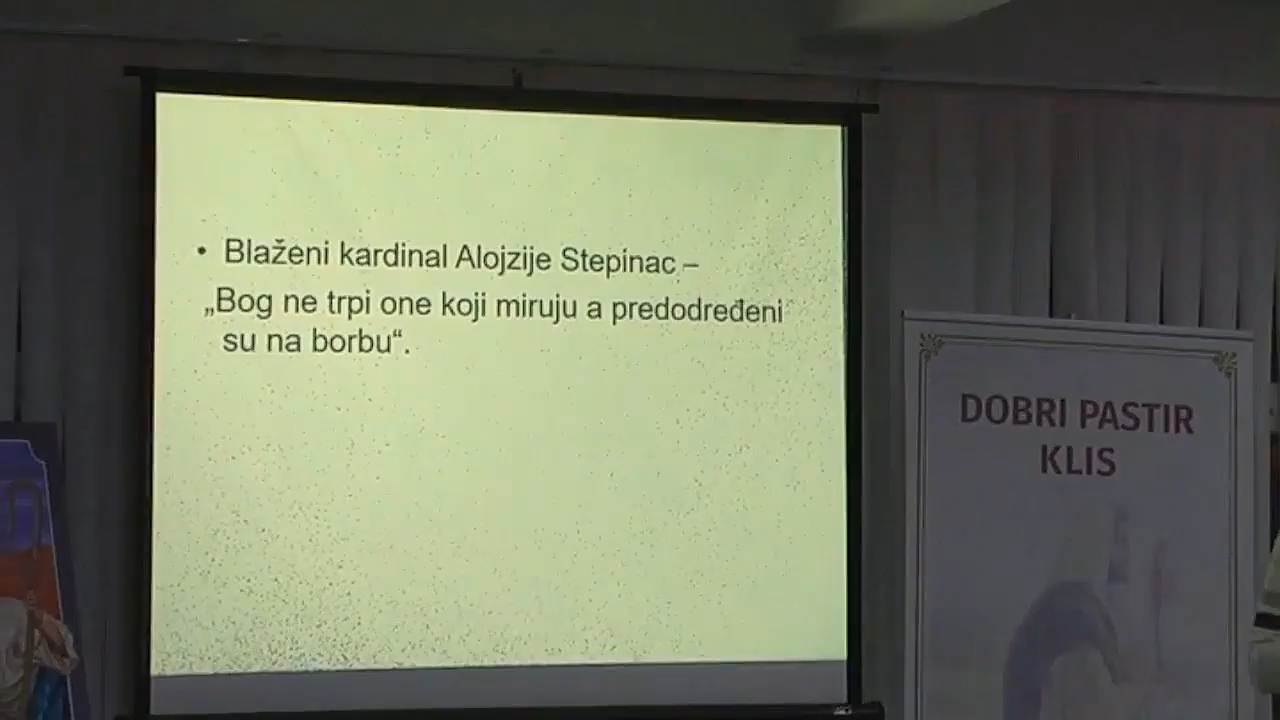 • Blaženi kardinal Alojzije Stepinac –
„Bog ne trpi one koji miruju a predodređeni
su na borbu“.
DOBRI PASTIR
KLIS